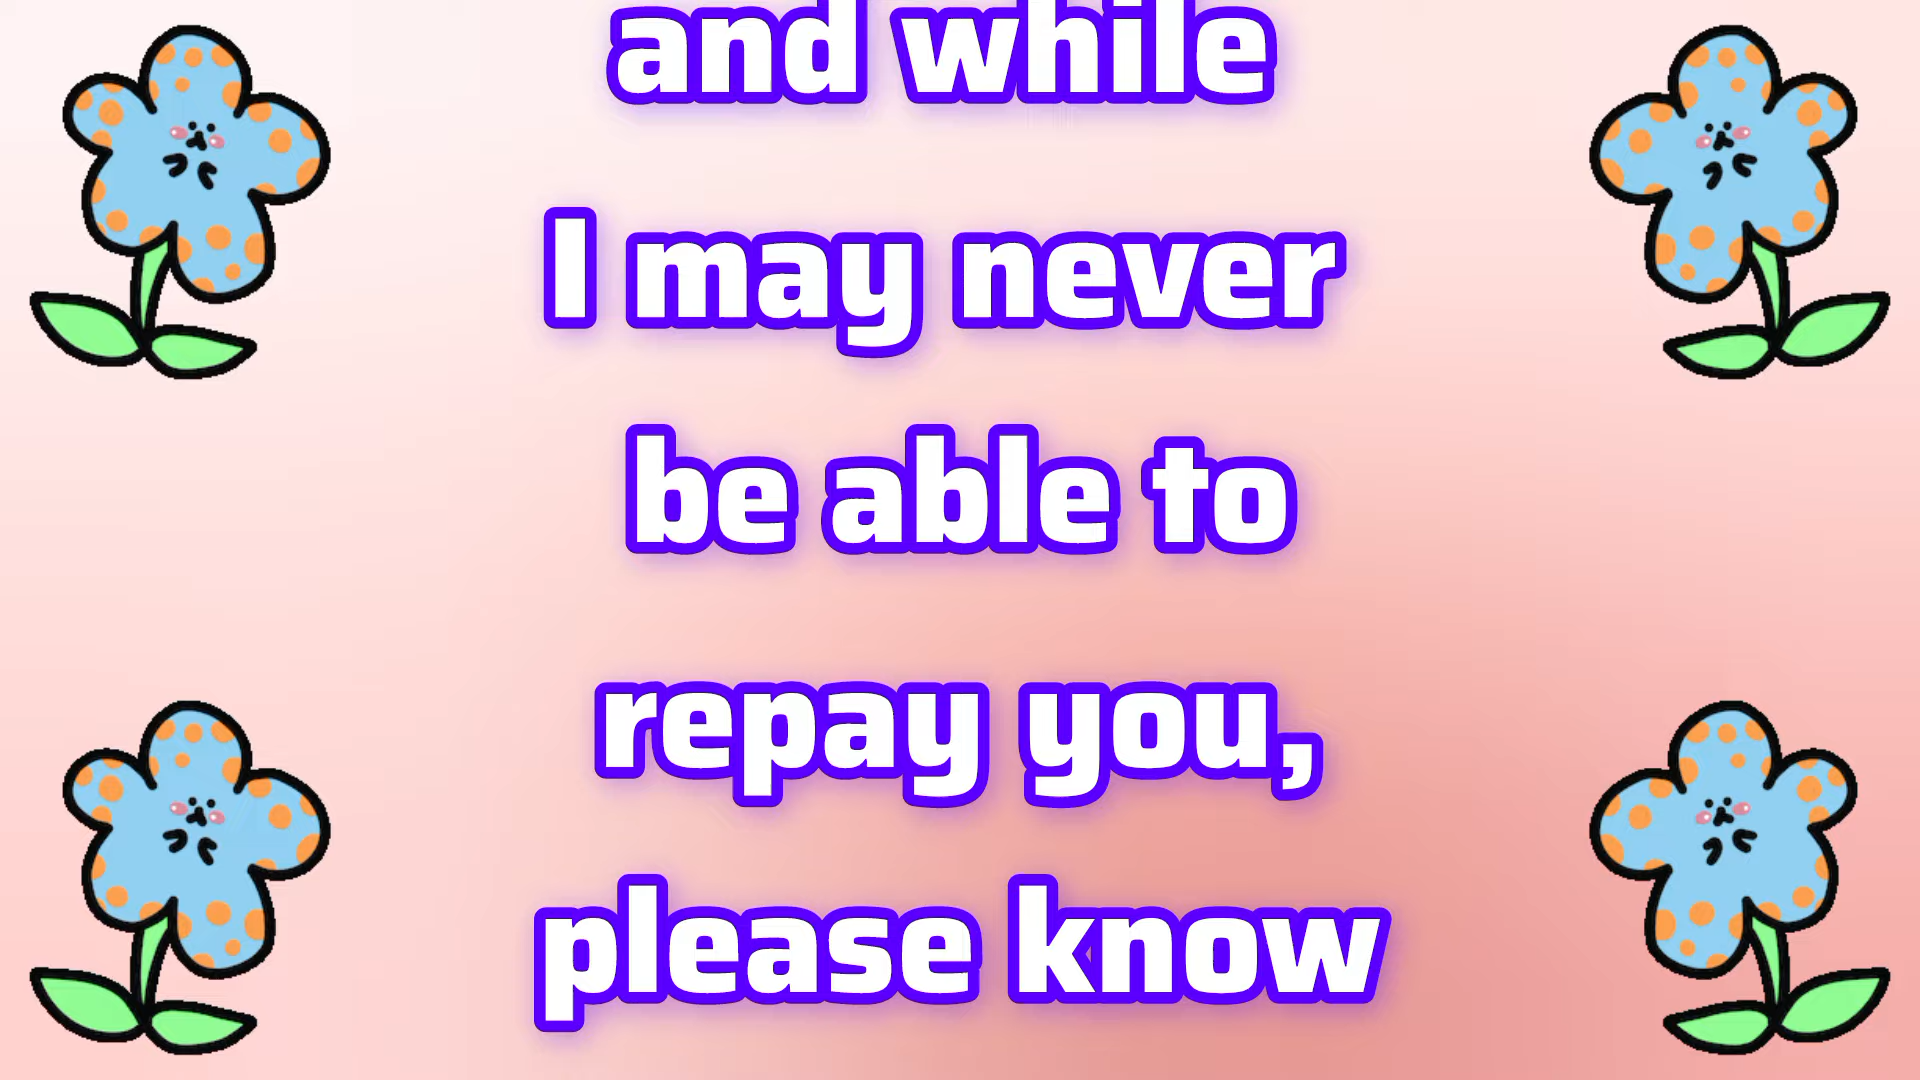 and while
I may never
be able to
repay you,
please know